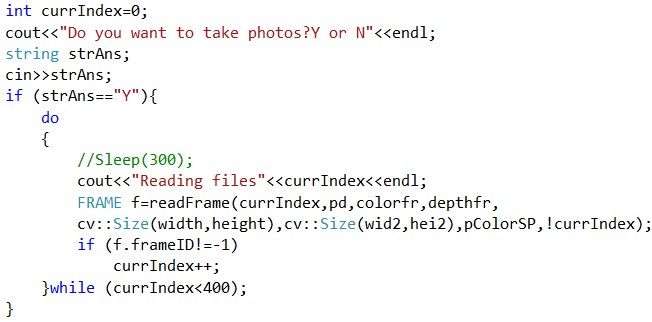 int currIndex=0;
cout<<"Do you want to take photos?Y or N"<<endl;
string strAns;
cin>>strAns;
if (strAns=="Y"){
    do
    {
        //Sleep(300);
        cout<<"Reading files"<<currIndex<<endl;
        FRAME f=readFrame(currIndex,pd,colorfr,depthfr,
        cv::Size(width,height),cv::Size(wid2,hei2),pColorSP,!currIndex);
        if (f.frameID!=-1)
            currIndex++;
    }while (currIndex<400);
}